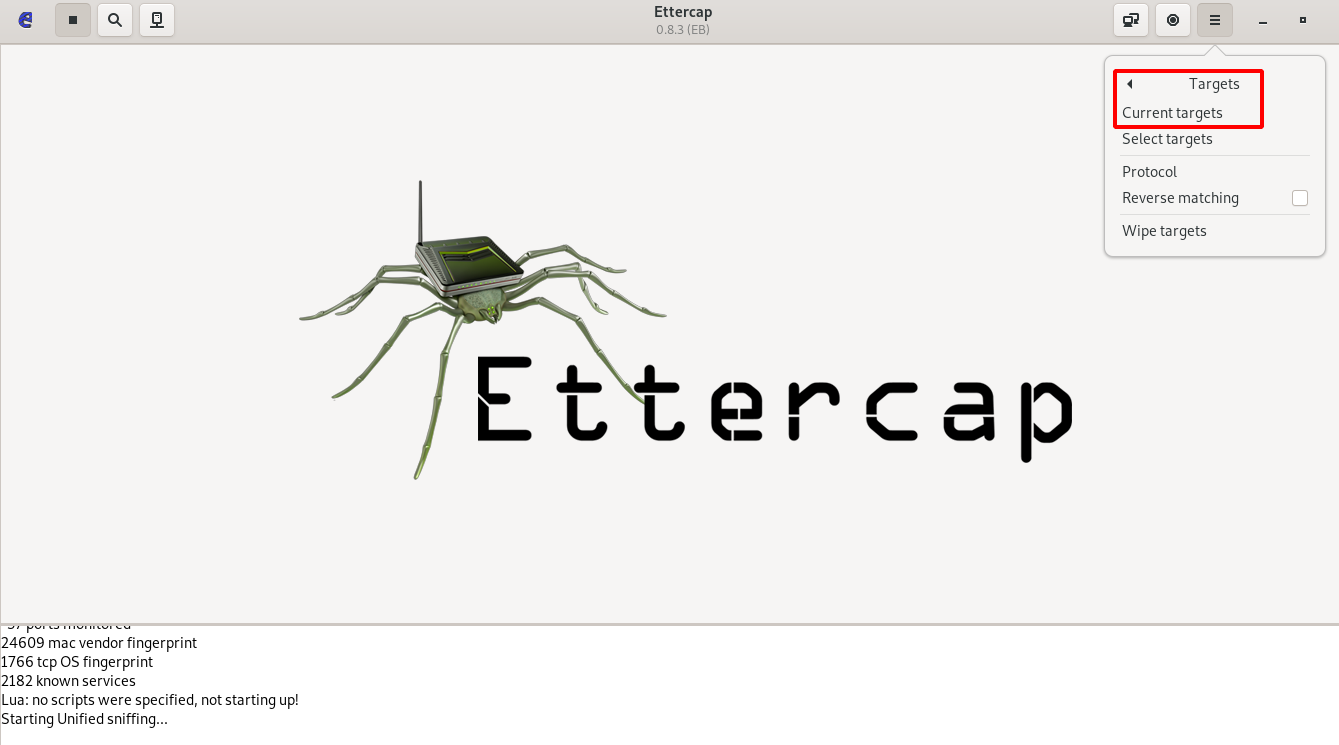 Ettercap
0.8.3 (EB)
Targets
Current targets
Select targets
Protocol
Reverse matching
Wipe targets
Ettercap
57 ports monitored
24609 mac vendor fingerprint
1766 tcp OS fingerprint
2182 known services
Lua: no scripts were specified, not starting up!
Starting Unified sniffing...